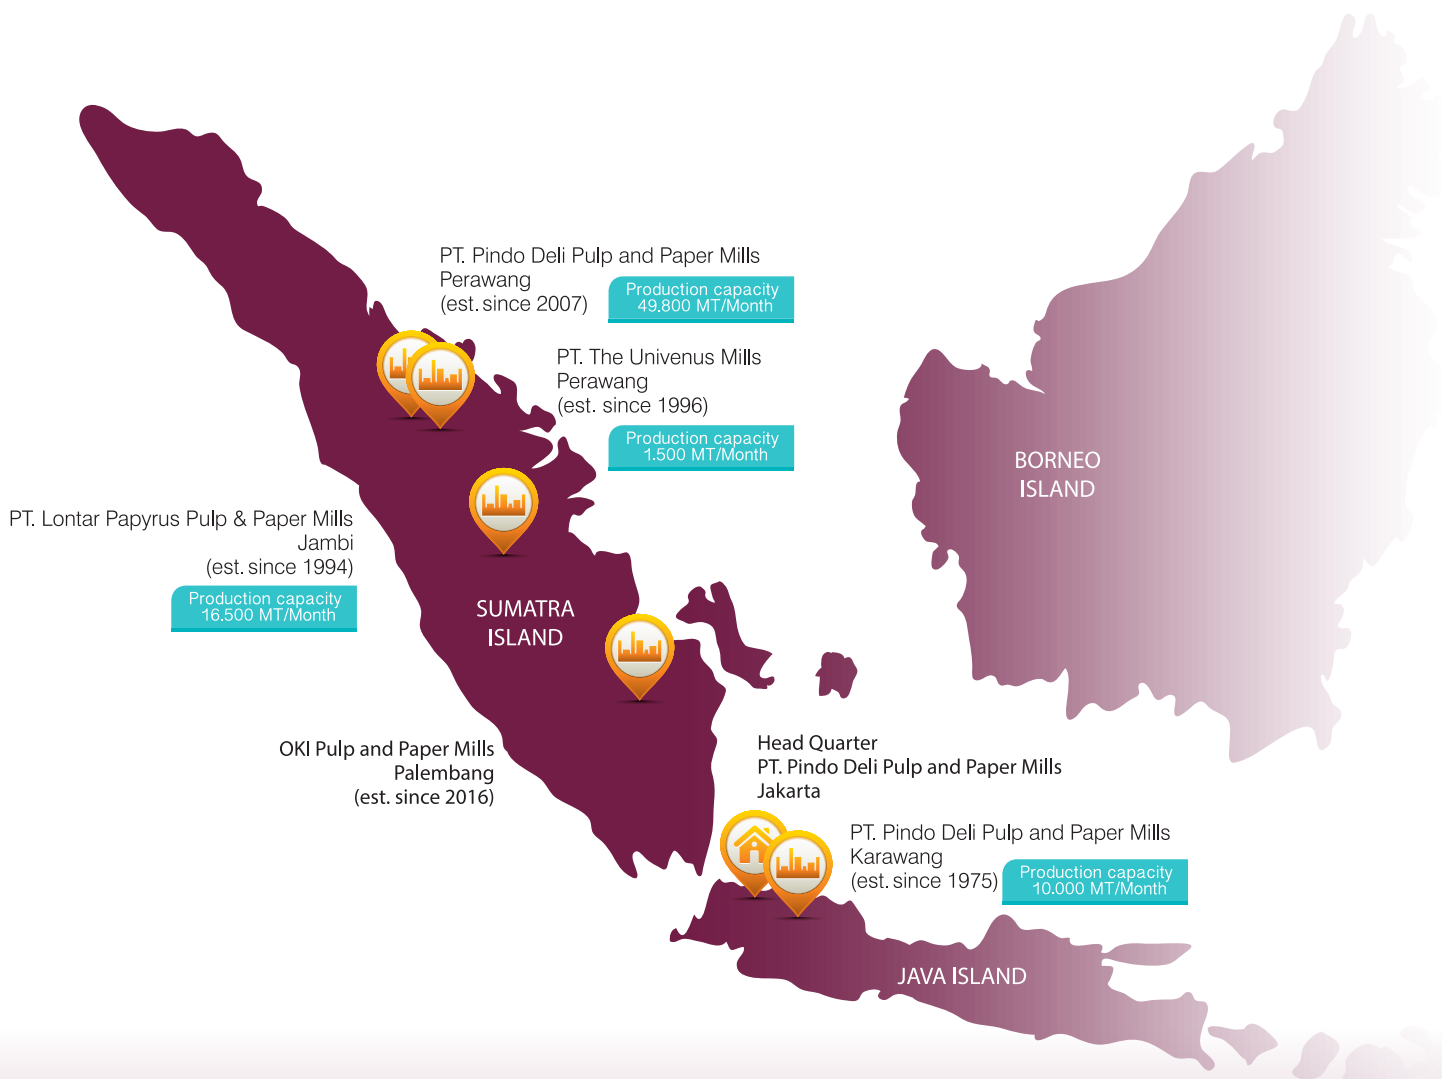 PT. Pindo Deli Pulp and Paper Mills
Perawang
(est. since 2007)
Production capacity
49.800 MT/Month
PT. The Univenus Mills
Perawang
(est. since 1996)
Production capacity
1.500 MT/Month
BORNEO
ISLAND
PT. Lontar Papyrus Pulp & Paper Mills
Jambi
(est. since 1994)
Production capacity
16.500 MT/Month
SUMATRA
ISLAND
OKI Pulp and Paper Mills
Palembang
(est. since 2016)
Head Quarter
PT. Pindo Deli Pulp and Paper Mills
Jakarta
PT. Pindo Deli Pulp and Paper Mills
Karawang
(est. since 1975)
Production capacity
10.000 MT/Month
JAVA ISLAND